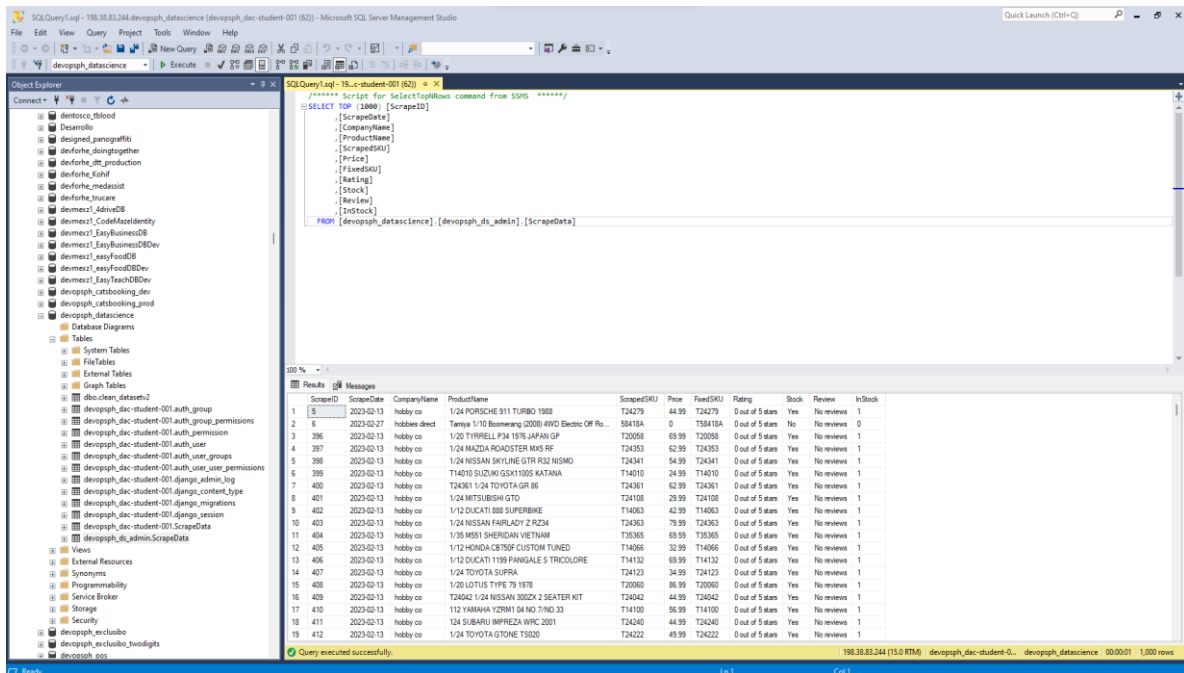 SQLQuery1.sql - 198.38.83.244.devopsph_datascience (devopsph_dac-student-001 (62)) - Microsoft SQL Server Management Studio
Quick Launch (Ctrl+Q)
File Edit View Query Project Tools Window Help
New Query
devopsph_datascience Execute
Object Explorer
Connect
dentosco_tblood
Desarrollo
designed_panograffiti
devforhe_doingtogether
devforhe_dtt_production
devforhe_Kohif
devforhe_medassist
devforhe_trucare
devmexz1_4driveDB
devmexz1_CodeMazeIdentity
devmexz1_EasyBusinessDB
devmexz1_EasyBusinessDBDev
devmexz1_easyFoodDB
devmexz1_easyFoodDBDev
devmexz1_EasyTeachDBDev
devopsph_catsbooking_dev
devopsph_catsbooking_prod
devopsph_datascience
Database Diagrams
Tables
System Tables
FileTables
External Tables
Graph Tables
dbo.clean_datasetv2
devopsph_dac-student-001.auth_group
devopsph_dac-student-001.auth_group_permissions
devopsph_dac-student-001.auth_permission
devopsph_dac-student-001.auth_user
devopsph_dac-student-001.auth_user_groups
devopsph_dac-student-001.auth_user_user_permissions
devopsph_dac-student-001.django_admin_log
devopsph_dac-student-001.django_content_type
devopsph_dac-student-001.django_migrations
devopsph_dac-student-001.django_session
devopsph_dac-student-001.ScrapeData
devopsph_ds_admin.ScrapeData
Views
External Resources
Synonyms
Programmability
Service Broker
Storage
Security
devopsph_exclusibo
devopsph_exclusibo_twodigits
devopsph_pos
SQLQuery1.sql - 19...c-student-001 (62))
/****** Script for SelectTopNRows command from SSMS ******/
SELECT TOP (1000) [ScrapeID]
,[ScrapeDate]
,[CompanyName]
,[ProductName]
,[ScrapedSKU]
,[Price]
,[FixedSKU]
,[Rating]
,[Stock]
,[Review]
,[InStock]
FROM [devopsph_datascience].[devopsph_ds_admin].[ScrapeData]
100 %
Results Messages
ScrapeID ScrapeDate CompanyName ProductName ScrapedSKU Price FixedSKU Rating Stock Review InStock
1 5 2023-02-13 hobby co 1/24 PORSCHE 911 TURBO 1988 T24279 44.99 T24279 0 out of 5 stars Yes No reviews 1
2 6 2023-02-27 hobbies direct Tamiya 1/10 Boomerang (2008) 4WD Electric Off Ro... 58418A 0 T58418A 0 out of 5 stars No No reviews 0
3 396 2023-02-13 hobby co 1/20 TYRRELL P34 1976 JAPAN GP T20058 69.99 T20058 0 out of 5 stars Yes No reviews 1
4 397 2023-02-13 hobby co 1/24 MAZDA ROADSTER MX5 RF T24353 62.99 T24353 0 out of 5 stars Yes No reviews 1
5 398 2023-02-13 hobby co 1/24 NISSAN SKYLINE GTR R32 NISMO T24341 54.99 T24341 0 out of 5 stars Yes No reviews 1
6 399 2023-02-13 hobby co T14010 SUZUKI GSX1100S KATANA T14010 24.99 T14010 0 out of 5 stars Yes No reviews 1
7 400 2023-02-13 hobby co T24361 1/24 TOYOTA GR 86 T24361 62.99 T24361 0 out of 5 stars Yes No reviews 1
8 401 2023-02-13 hobby co 1/24 MITSUBISHI GTO T24108 29.99 T24108 0 out of 5 stars Yes No reviews 1
9 402 2023-02-13 hobby co 1/12 DUCATI 888 SUPERBIKE T14063 42.99 T14063 0 out of 5 stars Yes No reviews 1
10 403 2023-02-13 hobby co 1/24 NISSAN FAIRLADY Z RZ34 T24363 79.99 T24363 0 out of 5 stars Yes No reviews 1
11 404 2023-02-13 hobby co 1/35 M551 SHERIDAN VIETNAM T35365 69.59 T35365 0 out of 5 stars Yes No reviews 1
12 405 2023-02-13 hobby co 1/12 HONDA CB750F CUSTOM TUNED T14066 32.99 T14066 0 out of 5 stars Yes No reviews 1
13 406 2023-02-13 hobby co 1/12 DUCATI 1199 PANIGALE S TRICOLORE T14132 69.99 T14132 0 out of 5 stars Yes No reviews 1
14 407 2023-02-13 hobby co 1/24 TOYOTA SUPRA T24123 34.99 T24123 0 out of 5 stars Yes No reviews 1
15 408 2023-02-13 hobby co 1/20 LOTUS TYPE 79 1978 T20060 86.99 T20060 0 out of 5 stars Yes No reviews 1
16 409 2023-02-13 hobby co T24042 1/24 NISSAN 300ZX 2 SEATER KIT T24042 44.99 T24042 0 out of 5 stars Yes No reviews 1
17 410 2023-02-13 hobby co 112 YAMAHA YZRM1 04 NO.7/NO.33 T14100 56.99 T14100 0 out of 5 stars Yes No reviews 1
18 411 2023-02-13 hobby co 124 SUBARU IMPREZA WRC 2001 T24240 44.99 T24240 0 out of 5 stars Yes No reviews 1
19 412 2023-02-13 hobby co 1/24 TOYOTA GTONE TS020 T24222 49.99 T24222 0 out of 5 stars Yes No reviews 1
Query executed successfully. 198.38.83.244 (15.0 RTM) devopsph_dac-student-0... devopsph_datascience 00:00:01 1,000 rows
Ready Ln 1 Col 1